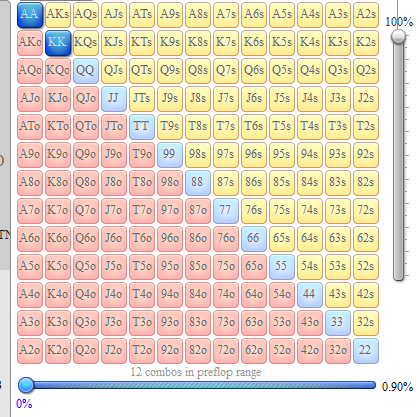 AA AKs AQs AJs ATs A9s A8s A7s A6s A5s A4s A3s A2s
100%
AKo KK KQs KJs KTs K9s K8s K7s K6s K5s K4s K3s K2s
AQo KQo QQ QJs QTs Q9s Q8s Q7s Q6s Q5s Q4s Q3s Q2s
AJo KJo QJo JJ JTs J9s J8s J7s J6s J5s J4s J3s J2s
ATo KTo QTo JTo TT T9s T8s T7s T6s T5s T4s T3s T2s
A9o K9o Q9o J9o T9o 99 98s 97s 96s 95s 94s 93s 92s
A8o K8o Q8o J8o T8o 98o 88 87s 86s 85s 84s 83s 82s
A7o K7o Q7o J7o T7o 97o 87o 77 76s 75s 74s 73s 72s
A6o K6o Q6o J6o T6o 96o 86o 76o 66 65s 64s 63s 62s
A5o K5o Q5o J5o T5o 95o 85o 75o 65o 55 54s 53s 52s
A4o K4o Q4o J4o T4o 94o 84o 74o 64o 54o 44 43s 42s
A3o K3o Q3o J3o T3o 93o 83o 73o 63o 53o 43o 33 32s
A2o K2o Q2o J2o T2o 92o 82o 72o 62o 52o 42o 32o 22
12 combos in preflop range
0.90%
0%